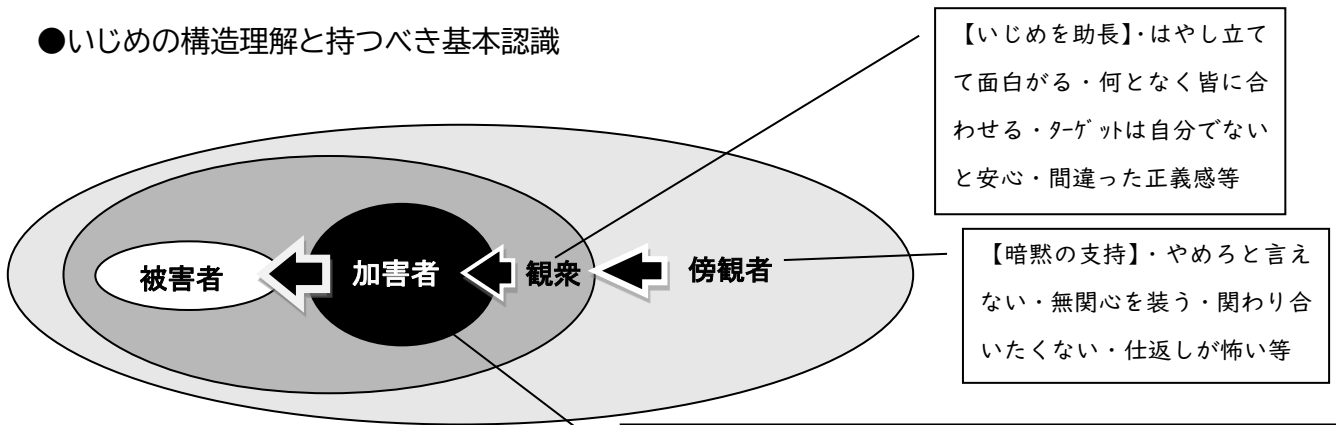 ●いじめの構造理解と持つべき基本認識
【いじめを助長】・はやし立て
て面白がる・何となく皆に合
わせる・ﾀｰｹﾞｯﾄは自分でない
と安心・間違った正義感等
被害者
加害者
観衆
傍観者
【暗黙の支持】・やめろと言え
ない・無関心を装う・関わり合
いたくない・仕返しが怖い等